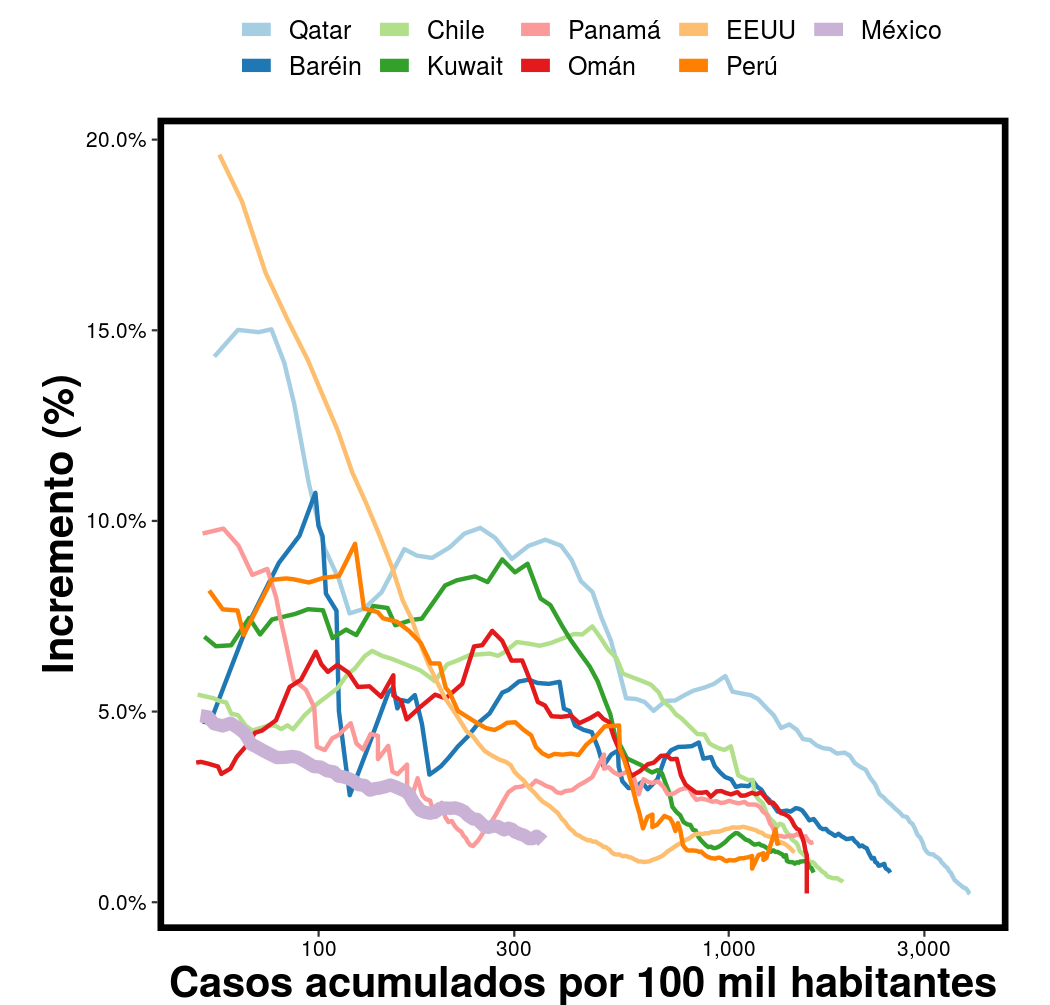 Qatar Chile Panamá EEUU México
Baréin Kuwait Omán Perú
20.0%
15.0%
10.0%
5.0%
0.0%
Incremento (%)
100 300 1,000 3,000
Casos acumulados por 100 mil habitantes